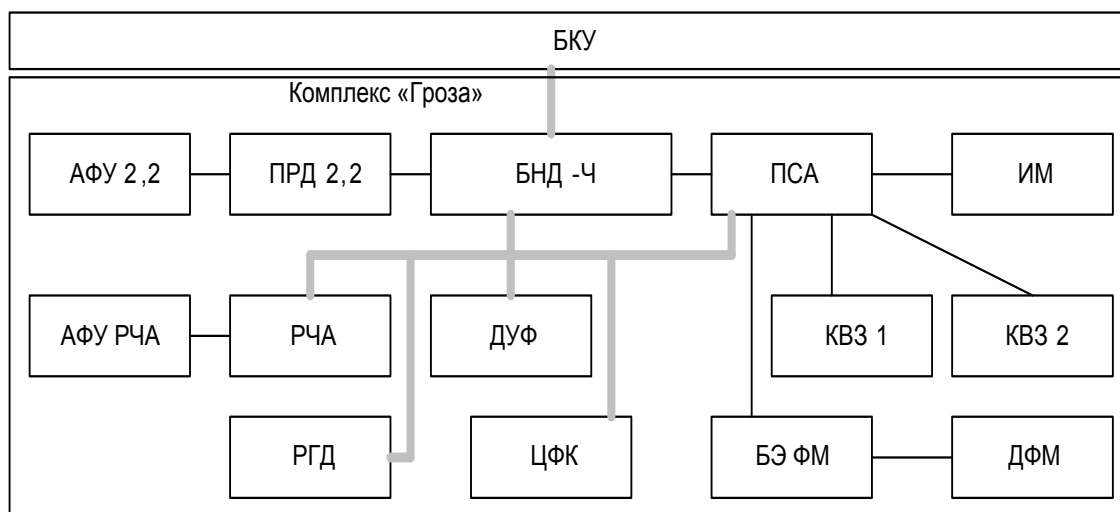 БКУ
Комплекс «Гроза»
АФУ 2,2
ПРД 2,2
БНД -Ч
ПСА
ИМ
АФУ РЧА
РЧА
ДУФ
КВЗ 1
КВЗ 2
РГД
ЦФК
БЭ ФМ
ДФМ